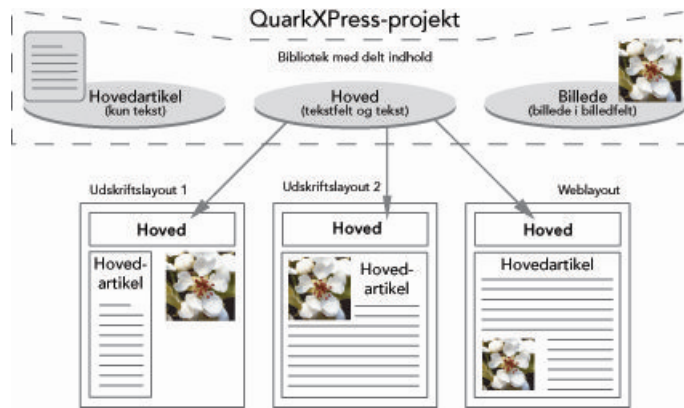 QuarkXPress-projekt
Bibliotek med delt indhold
Hovedartikel
(kun tekst)
Hoved
(tekstfelt og tekst)
Billede
(billede i billedfelt)
Udskriftslayout 1
Hoved
Hoved-
artikel
Udskriftslayout 2
Hoved
Hoved-
artikel
Weblayout
Hoved
Hovedartikel